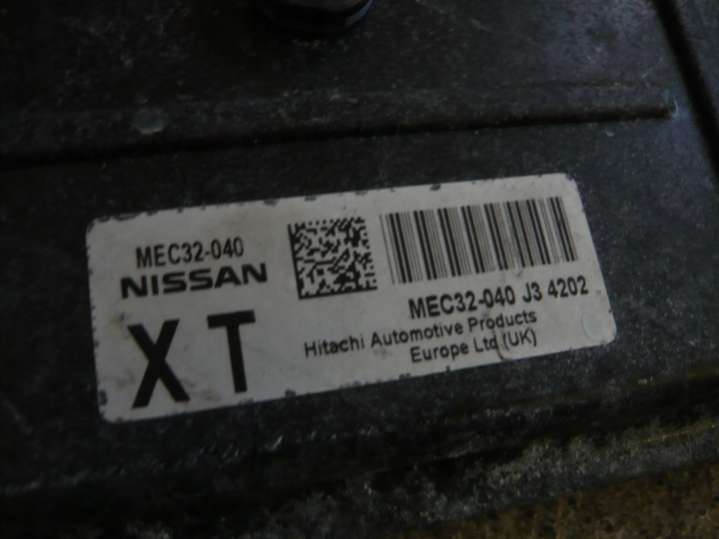 MEC32-040
NISSAN
XT
MEC32-040 J3 4202
Hitachi Automotive Products
Europe Ltd (UK)